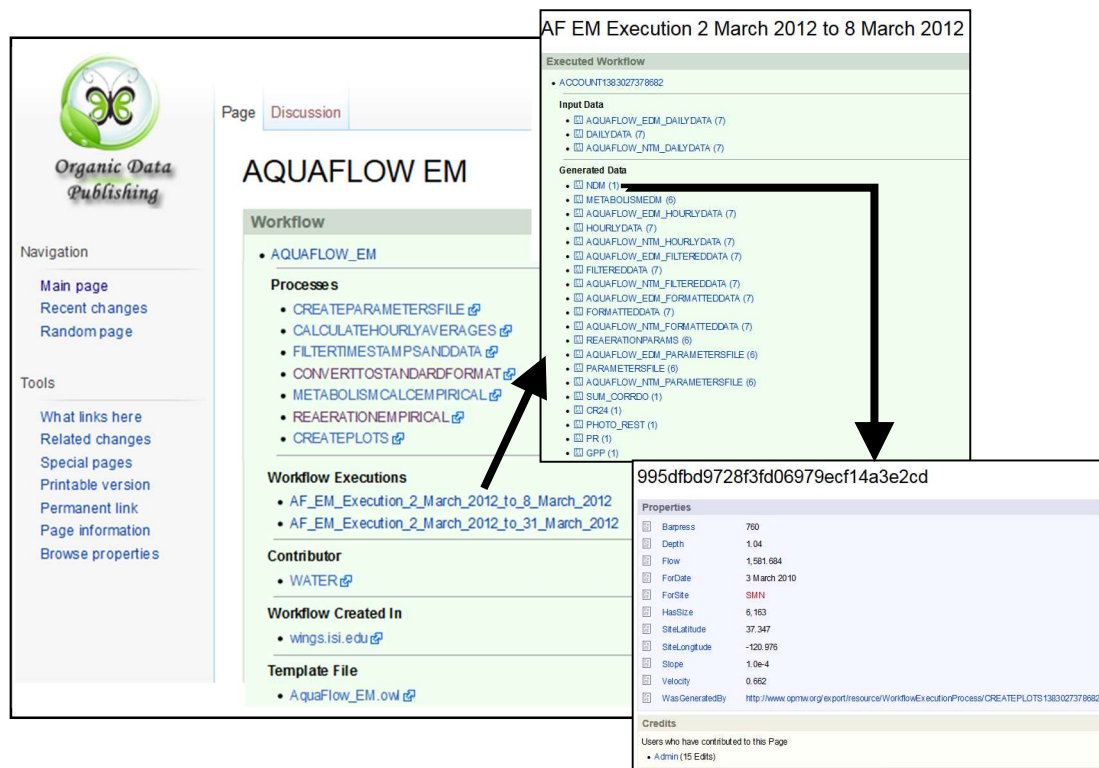 Organic Data
Publishing
Navigation
Main page
Recent changes
Random page
Tools
What links here
Related changes
Special pages
Printable version
Permanent link
Page information
Browse properties
Page Discussion
AQUAFLOW EM
Workflow
AQUAFLOW_EM
Processes
CREATEPARAMETERSFILE
CALCULATEHOURLYAVERAGES
FILTERTIMESTAMPSANDDATA
CONVERTTOSTANDARDFORMAT
METABOLISMCALCEMPIRICAL
REAERATIONEMPIRICAL
CREATEPLOTS
Workflow Executions
AF_EM_Execution_2_March_2012_to_8_March_2012
AF_EM_Execution_2_March_2012_to_31_March_2012
Contributor
WATER
Workflow Created In
wings.isi.edu
Template File
AquaFlow_EM.owl
AF EM Execution 2 March 2012 to 8 March 2012
Executed Workflow
ACCOUNT1383027378682
Input Data
AQUAFLOW_EDM_DAILYDATA (7)
DAILYDATA (7)
AQUAFLOW_NTM_DAILYDATA (7)
Generated Data
NDM (1)
METABOLISMEDM (6)
AQUAFLOW_EDM_HOURLYDATA (7)
HOURLYDATA (7)
AQUAFLOW_NTM_HOURLYDATA (7)
AQUAFLOW_EDM_FILTEREDDATA (7)
FILTEREDDATA (7)
AQUAFLOW_NTM_FILTEREDDATA (7)
AQUAFLOW_EDM_FORMATTEDDATA (7)
FORMATTEDDATA (7)
AQUAFLOW_NTM_FORMATTEDDATA (7)
REAERATIONPARAMS (6)
AQUAFLOW_EDM_PARAMETERSFILE (6)
PARAMETERSFILE (6)
AQUAFLOW_NTM_PARAMETERSFILE (6)
SUM_CORRDO (1)
CR24 (1)
PHOTO_REST (1)
PR (1)
GPP (1)
995dfbd9728f3fd06979ecf14a3e2cd
Properties
Barpress 760
Depth 1.04
Flow 1,581.684
ForDate 3 March 2010
ForSite SMN
HasSize 6,163
SiteLatitude 37.347
SiteLongtude -120.976
Slope 1.0e-4
Velocity 0.662
WasGeneratedBy http://www.opmw.org/export/resource/WorkflowExecutionProcess/CREATEPLOTS1383027378682
Credits
Users who have contributed to this Page
Admin (15 Edits)